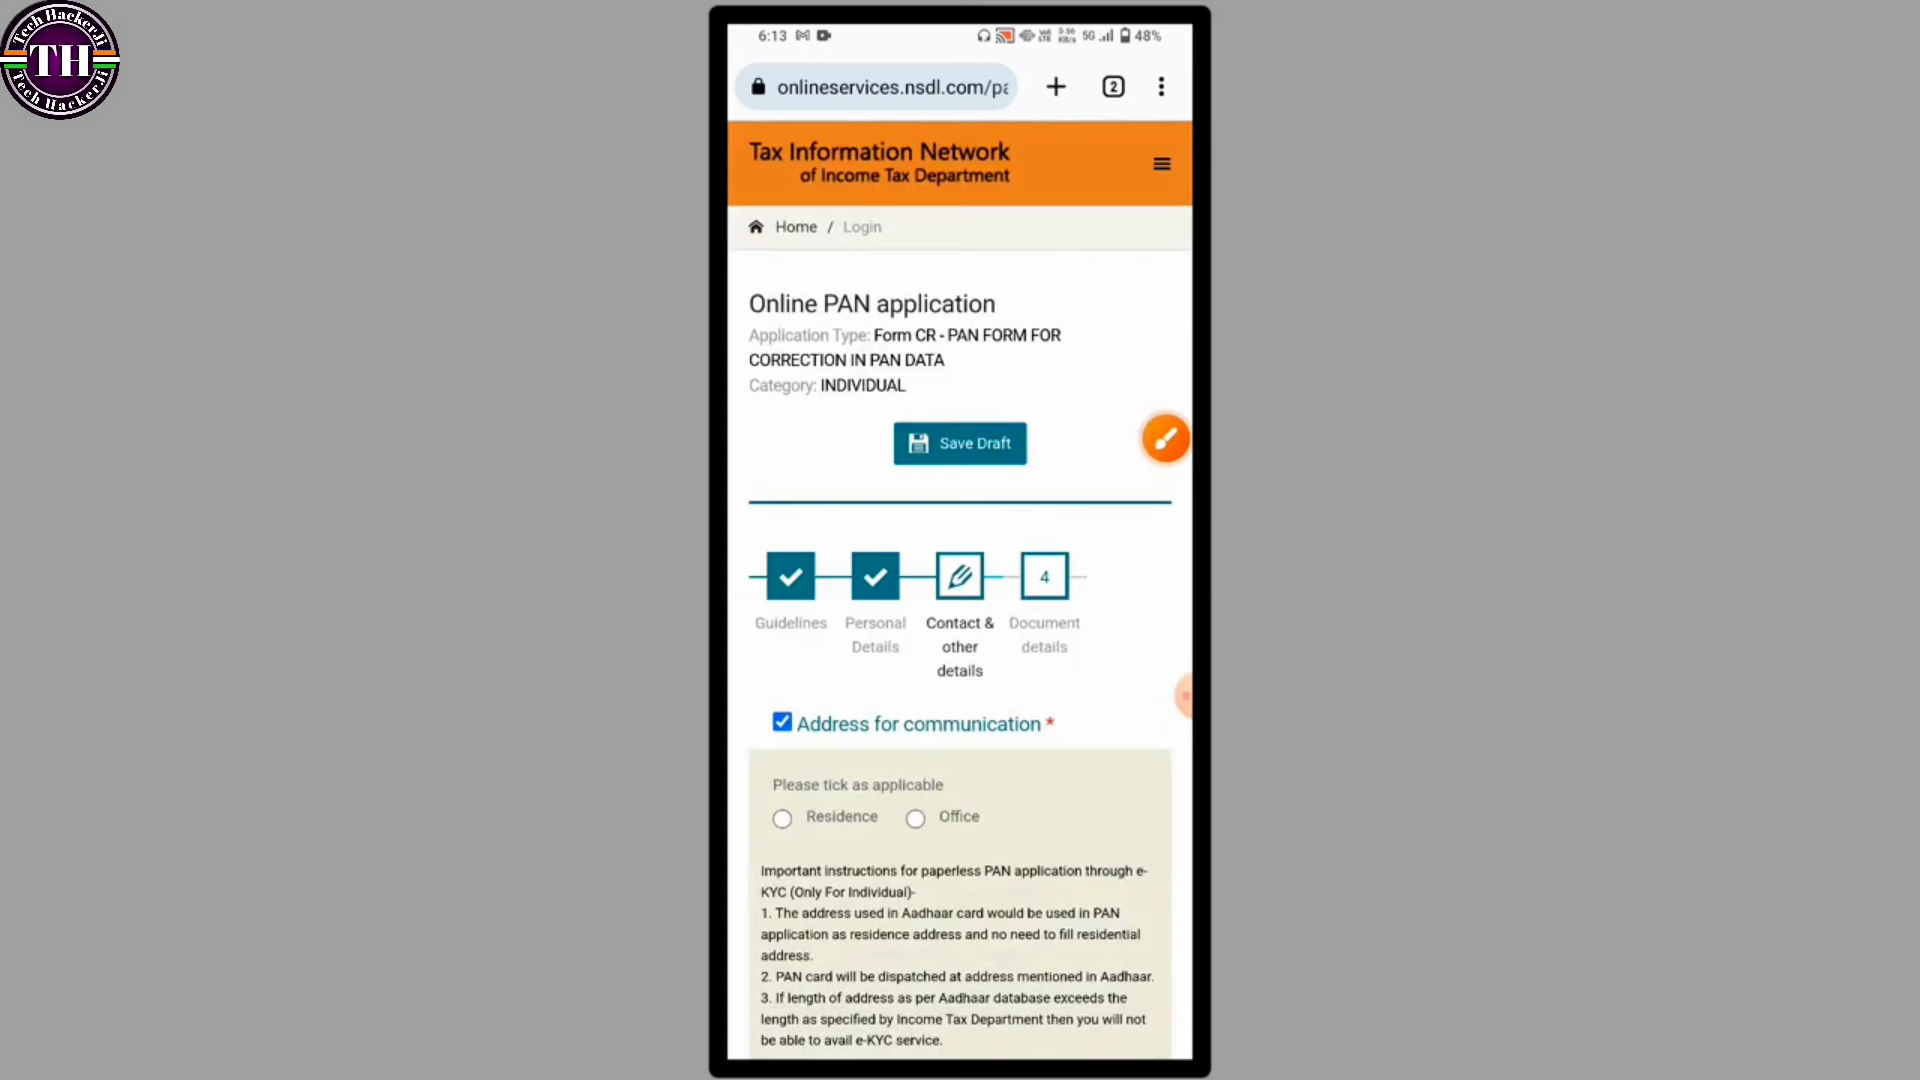 Tech HackerJi
TH
Tech HackerJi
6:13
5G
48%
onlineservices.nsdl.com/pa
2
Tax Information Network
of Income Tax Department
Home / Login
Online PAN application
Application Type: Form CR - PAN FORM FOR
CORRECTION IN PAN DATA
Category: INDIVIDUAL
Save Draft
4
Guidelines
Personal
Details
Contact &
other
details
Document
details
Address for communication *
Please tick as applicable
Residence
Office
Important instructions for paperless PAN application through e-
KYC (Only For Individual)-
1. The address used in Aadhaar card would be used in PAN
application as residence address and no need to fill residential
address.
2. PAN card will be dispatched at address mentioned in Aadhaar.
3. If length of address as per Aadhaar database exceeds the
length as specified by Income Tax Department then you will not
be able to avail e-KYC service.